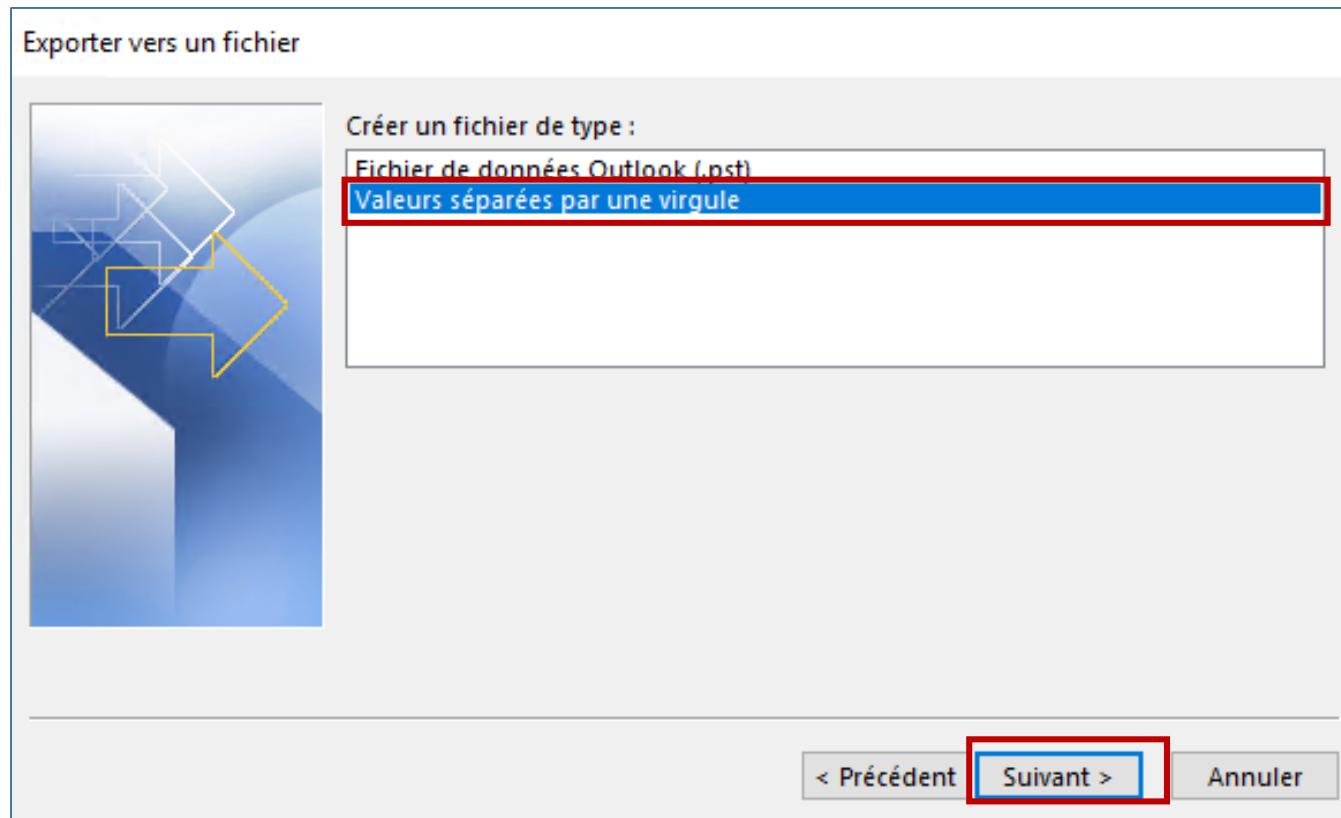 Exporter vers un fichier
Créer un fichier de type :
Fichier de données Outlook (.pst)
Valeurs séparées par une virgule
< Précédent
Suivant >
Annuler